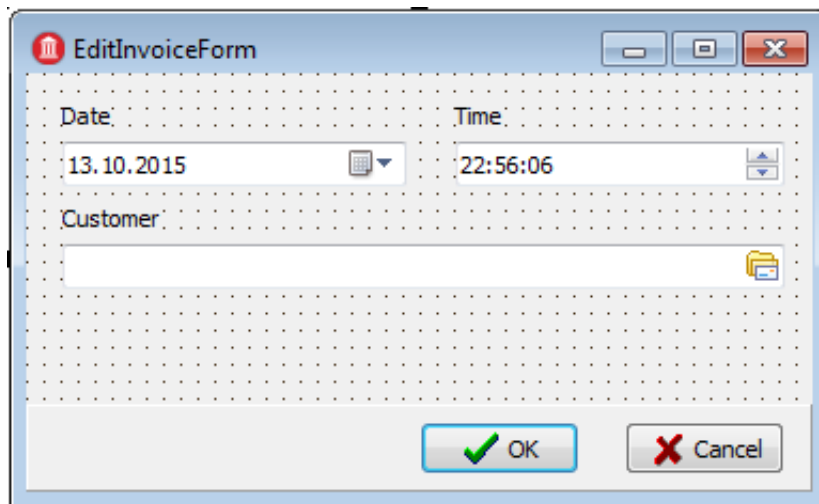 EditInvoiceForm
Date Time
13.10.2015 22:56:06
Customer
OK Cancel